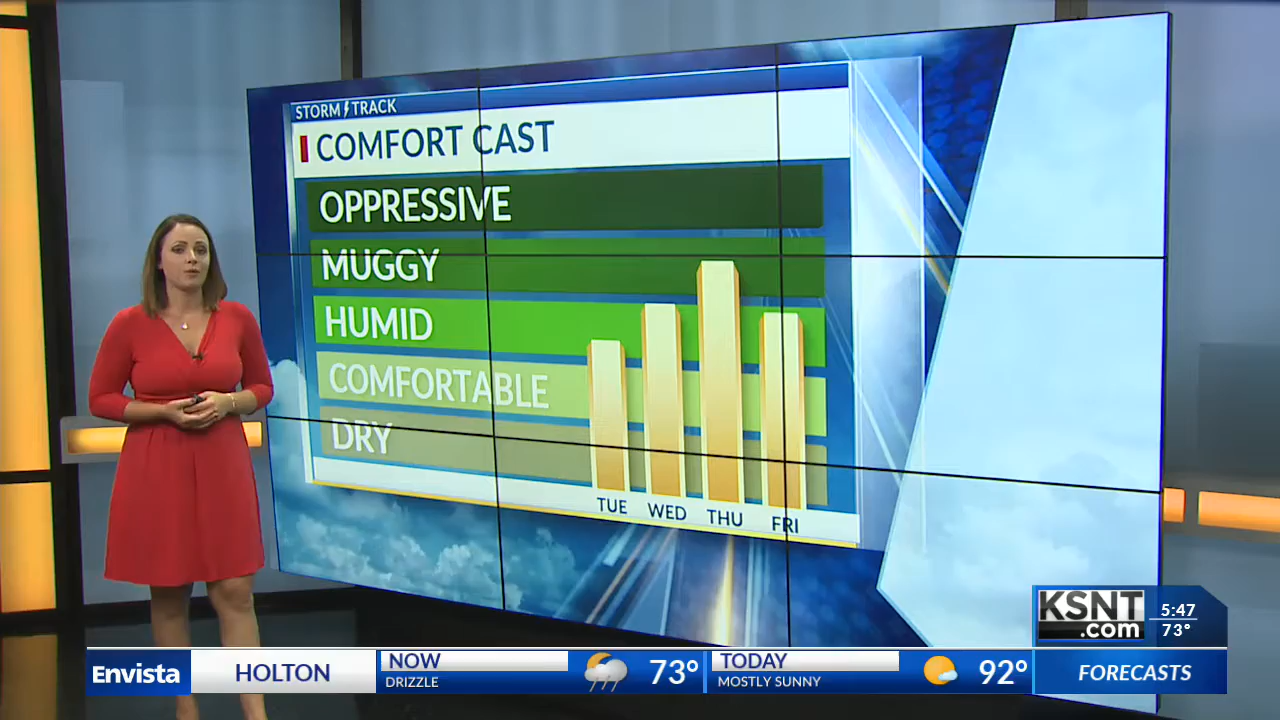 STORM TRACK
COMFORT CAST
OPPRESSIVE
MUGGY
HUMID
COMFORTABLE
DRY
TUE WED THU FRI
KSNT
.com
5:47
73°
Envista
HOLTON
NOW
DRIZZLE
73°
TODAY
MOSTLY SUNNY
92°
FORECASTS